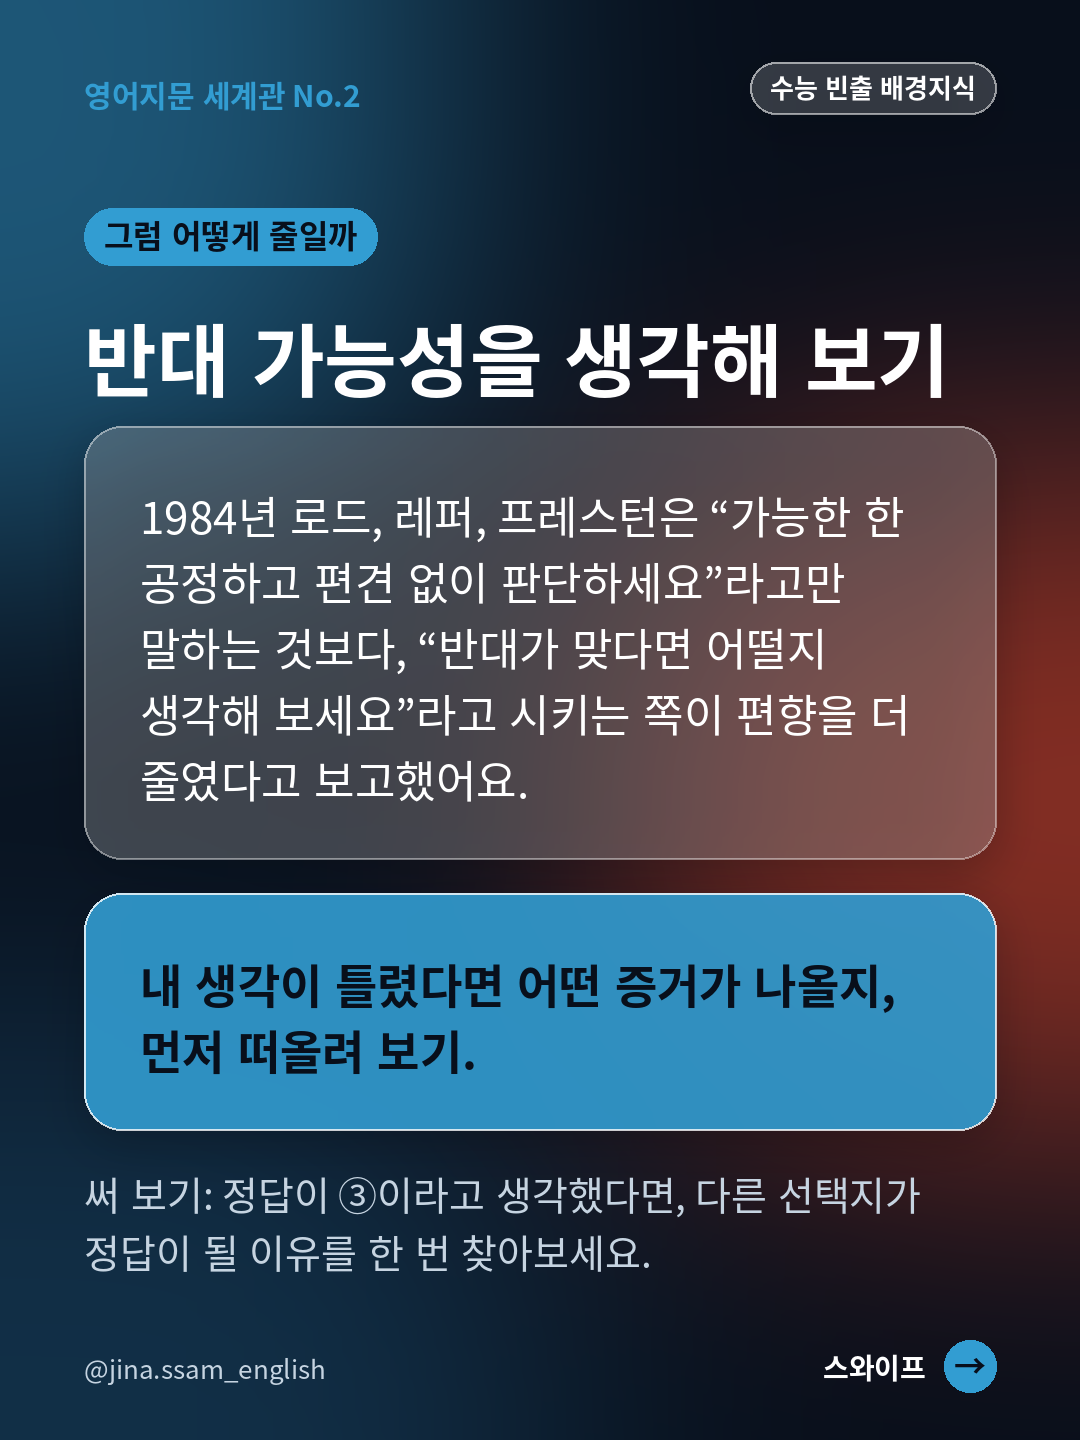 영어지문 세계관 No.2
수능 빈출 배경지식
그럼 어떻게 줄일까
반대 가능성을 생각해 보기
1984년 로드, 레퍼, 프레스턴은 “가능한 한
공정하고 편견 없이 판단하세요”라고만
말하는 것보다, “반대가 맞다면 어떨지
생각해 보세요”라고 시키는 쪽이 편향을 더
줄였다고 보고했어요.
내 생각이 틀렸다면 어떤 증거가 나올지,
먼저 떠올려 보기.
써 보기: 정답이 ③이라고 생각했다면, 다른 선택지가
정답이 될 이유를 한 번 찾아보세요.
@jina.ssam_english
스와이프 →